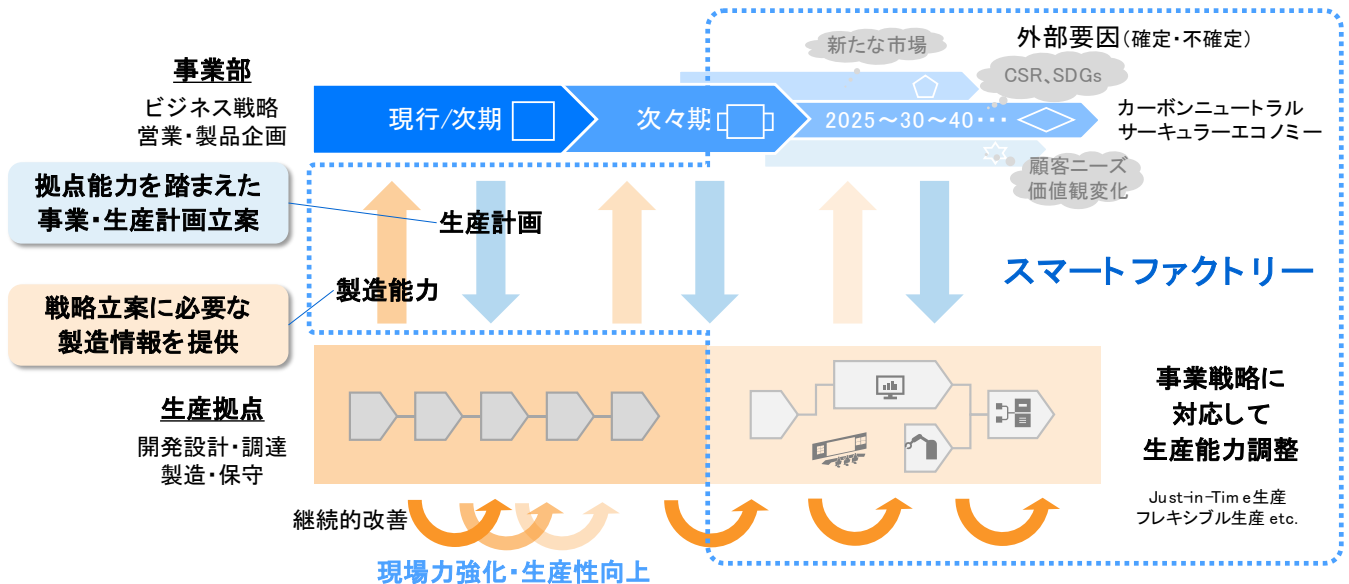 事業部
ビジネス戦略
営業・製品企画
現行/次期
次々期
2025～30～40・・・
新たな市場
外部要因(確定・不確定)
CSR、SDGs
カーボンニュートラル
サーキュラーエコノミー
顧客ニーズ
価値観変化
拠点能力を踏まえた
事業・生産計画立案
生産計画
製造能力
戦略立案に必要な
製造情報を提供
スマートファクトリー
生産拠点
開発設計・調達
製造・保守
事業戦略に
対応して
生産能力調整
Just-in-Time生産
フレキシブル生産 etc.
継続的改善
現場力強化・生産性向上